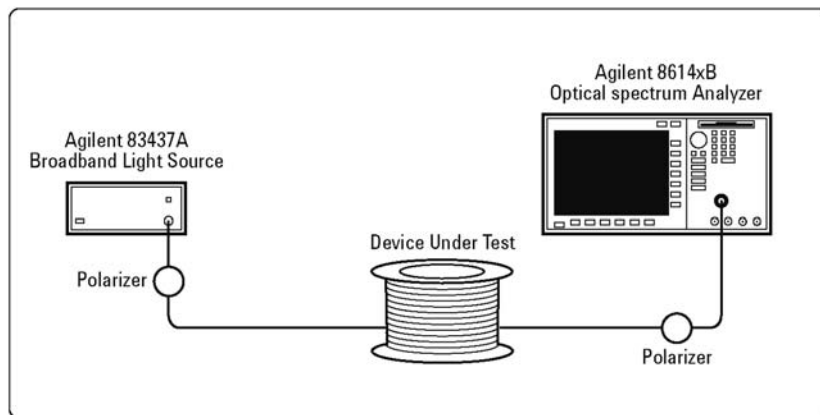 Agilent 8614xB
Optical spectrum Analyzer
Agilent 83437A
Broadband Light Source
Device Under Test
Polarizer
Polarizer